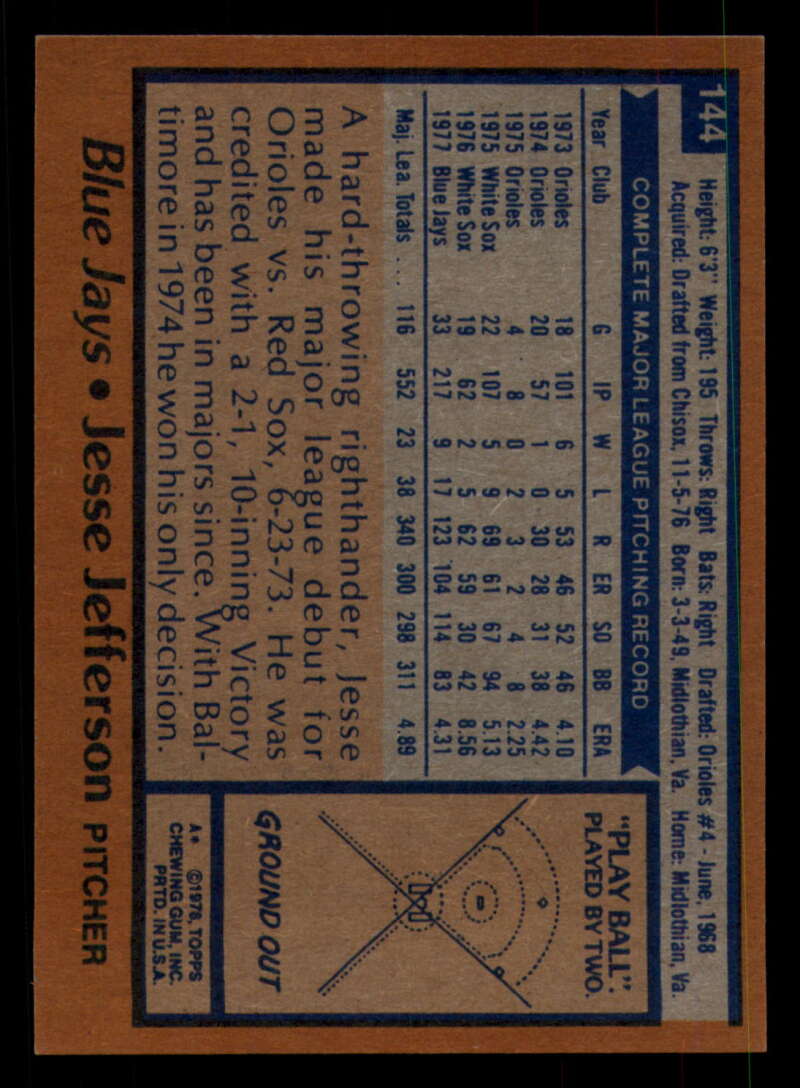 144
Height: 6'3" Weight: 195 Throws: Right Bats: Right Drafted: Orioles #4 - June, 1968
Acquired: Drafted from Chisox, 11-5-76 Born: 3-3-49, Midlothian, Va. Home: Midlothian, Va.
COMPLETE MAJOR LEAGUE PITCHING RECORD
Year Club G IP W L R ER SO BB ERA
1973 Orioles 18 101 6 5 53 46 52 46 4.10
1974 Orioles 20 57 1 0 30 28 31 38 4.42
1975 Orioles 4 8 0 2 3 2 4 8 2.25
1975 White Sox 22 107 5 9 69 61 67 94 5.13
1976 White Sox 19 62 2 5 62 59 30 42 8.56
1977 Blue Jays 33 217 9 17 123 104 114 83 4.31
Maj. Lea. Totals ... 116 552 23 38 340 300 298 311 4.89
A hard-throwing righthander, Jesse
made his major league debut for
Orioles vs. Red Sox, 6-23-73. He was
credited with a 2-1, 10-inning Victory
and has been in majors since. With Bal-
timore in 1974 he won his only decision.
"PLAY BALL":
PLAYED BY TWO.
GROUND OUT
A* ©1978, TOPPS
CHEWING GUM, INC.
PRTD. IN U.S.A.
Blue Jays • Jesse Jefferson PITCHER